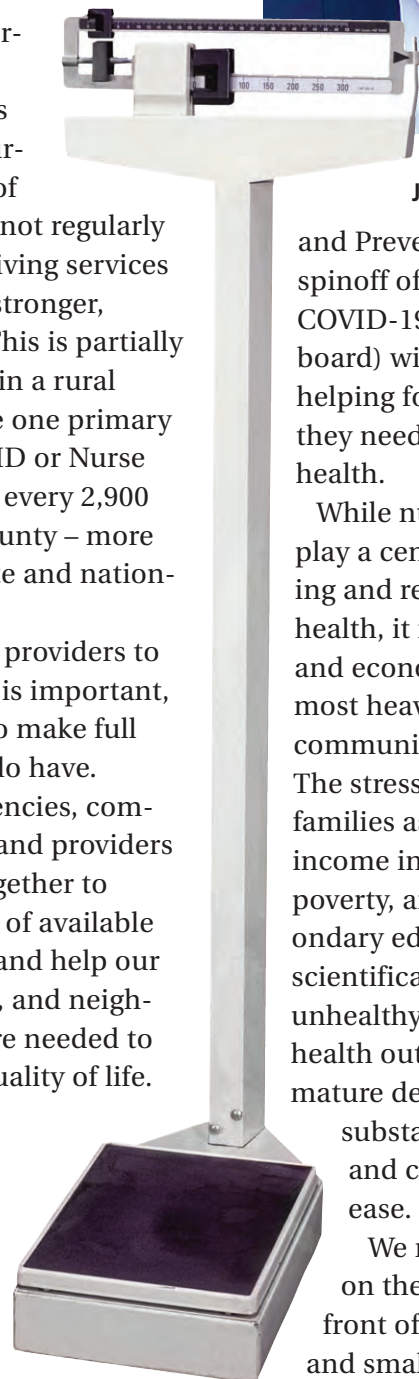 100 150 200 250 300
r-
s
r-
of
not regularly
iving services
stronger,
his is partially
in a rural
e one primary
D or Nurse
every 2,900
unty – more
te and nation-
providers to
is important,
o make full
do have.
encies, com-
and providers
gether to
of available
and help our
, and neigh-
re needed to
uality of life.
J
and Preve
spinoff of
COVID-19
board) wi
helping fo
they need
health.
While nu
play a cen
ing and re
health, it
and econo
most heav
communi
The stress
families as
income in
poverty, a
ondary ed
scientifica
unhealthy
health out
mature de
substa
and c
ease.
We
on the
front of
and smal